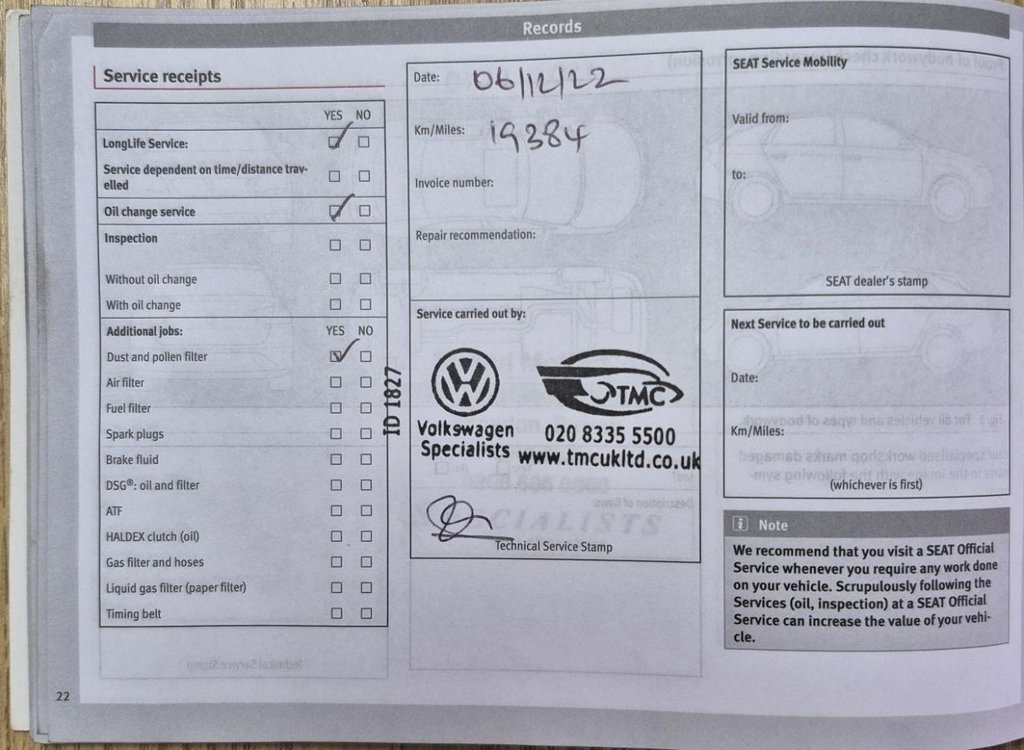 Records
Service receipts
YES NO
LongLife Service:
Service dependent on time/distance trav-
elled
Oil change service
Inspection
Without oil change
With oil change
Additional jobs: YES NO
Dust and pollen filter
Air filter
Fuel filter
Spark plugs
Brake fluid
DSG®: oil and filter
ATF
HALDEX clutch (oil)
Gas filter and hoses
Liquid gas filter (paper filter)
Timing belt
ID 1827
Date: 06/12/22
Km/Miles: 19384
Invoice number:
Repair recommendation:
Service carried out by:
TMC
Volkswagen
Specialists
020 8335 5500
www.tmcukltd.co.uk
Technical Service Stamp
SEAT Service Mobility
Valid from:
to:
SEAT dealer's stamp
Next Service to be carried out
Date:
Km/Miles:
(whichever is first)
i Note
We recommend that you visit a SEAT Official
Service whenever you require any work done
on your vehicle. Scrupulously following the
Services (oil, inspection) at a SEAT Official
Service can increase the value of your vehi-
cle.
22